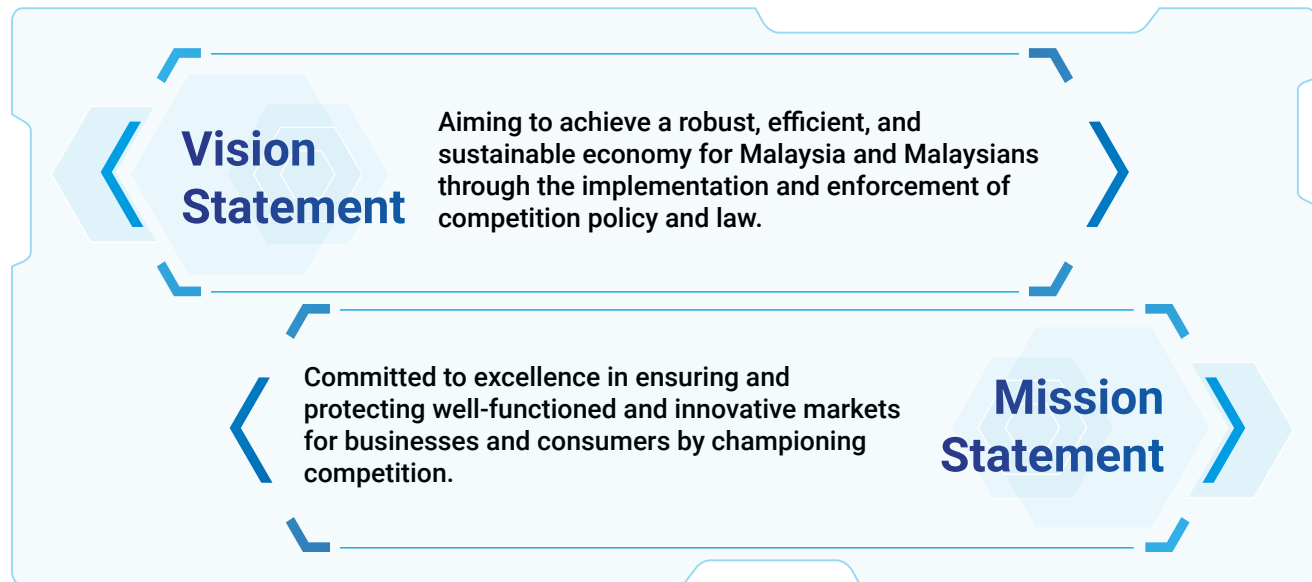 Vision
Statement
Aiming to achieve a robust, efficient, and
sustainable economy for Malaysia and Malaysians
through the implementation and enforcement of
competition policy and law.
Committed to excellence in ensuring and
protecting well-functioned and innovative markets
for businesses and consumers by championing
competition.
Mission
Statement